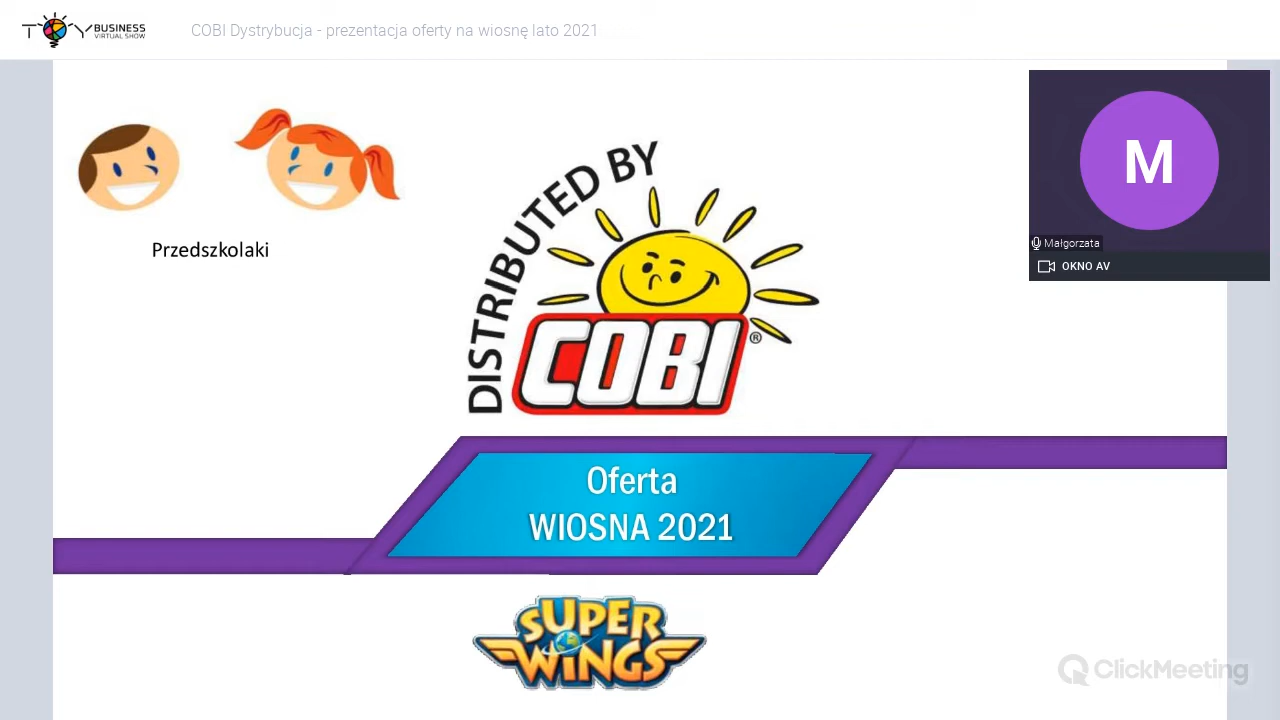 TOY BUSINESS
VIRTUAL SHOW
COBI Dystrybucja - prezentacja oferty na wiosnę lato 2021
Przedszkolaki
DISTRIBUTED BY
COBI®
M
Małgorzata
OKNO AV
Oferta
WIOSNA 2021
SUPER
WINGS
ClickMeeting